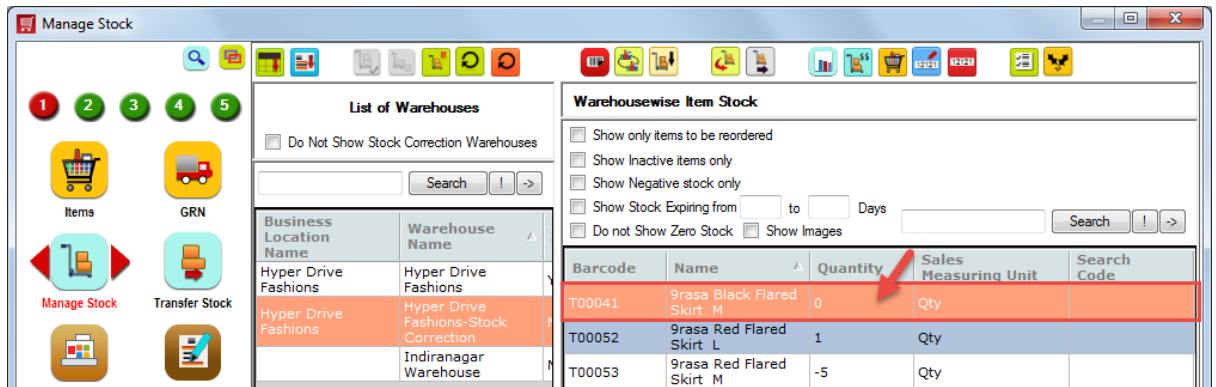 Manage Stock
1 2 3 4 5
Items
GRN
Manage Stock
Transfer Stock
List of Warehouses
Do Not Show Stock Correction Warehouses
Search ! ->
Business Location Name
Warehouse Name
Hyper Drive Fashions
Hyper Drive Fashions
Hyper Drive Fashions
Hyper Drive Fashions-Stock Correction
Indiranagar Warehouse
Warehousewise Item Stock
Show only items to be reordered
Show Inactive items only
Show Negative stock only
Show Stock Expiring from to Days
Do not Show Zero Stock Show Images
Search ! ->
Barcode Name Quantity Sales Measuring Unit Search Code
T00041 9rasa Black Flared Skirt M 0 Qty
T00052 9rasa Red Flared Skirt L 1 Qty
T00053 9rasa Red Flared Skirt M -5 Qty